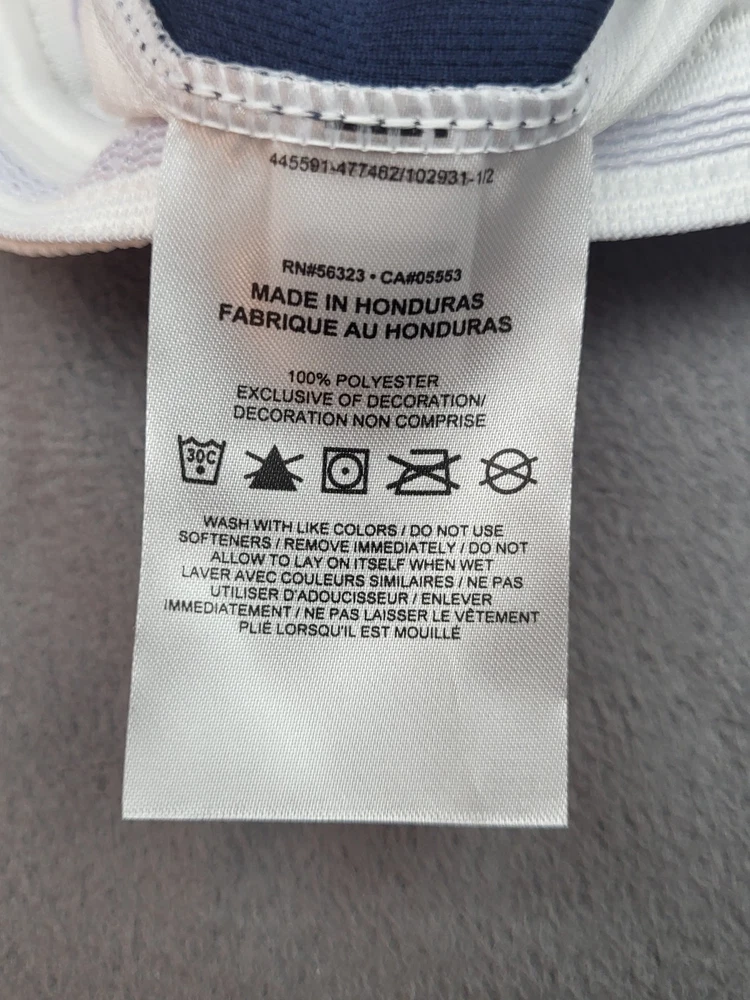 445591-477462/102931-1/2
RN#56323 • CA#05553
MADE IN HONDURAS
FABRIQUE AU HONDURAS
100% POLYESTER
EXCLUSIVE OF DECORATION/
DECORATION NON COMPRISE
30C
WASH WITH LIKE COLORS / DO NOT USE
SOFTENERS / REMOVE IMMEDIATELY / DO NOT
ALLOW TO LAY ON ITSELF WHEN WET
LAVER AVEC COULEURS SIMILAIRES / NE PAS
UTILISER D'ADOUCISSEUR / ENLEVER
IMMEDIATEMENT / NE PAS LAISSER LE VÊTEMENT
PLIÉ LORSQU'IL EST MOUILLÉ